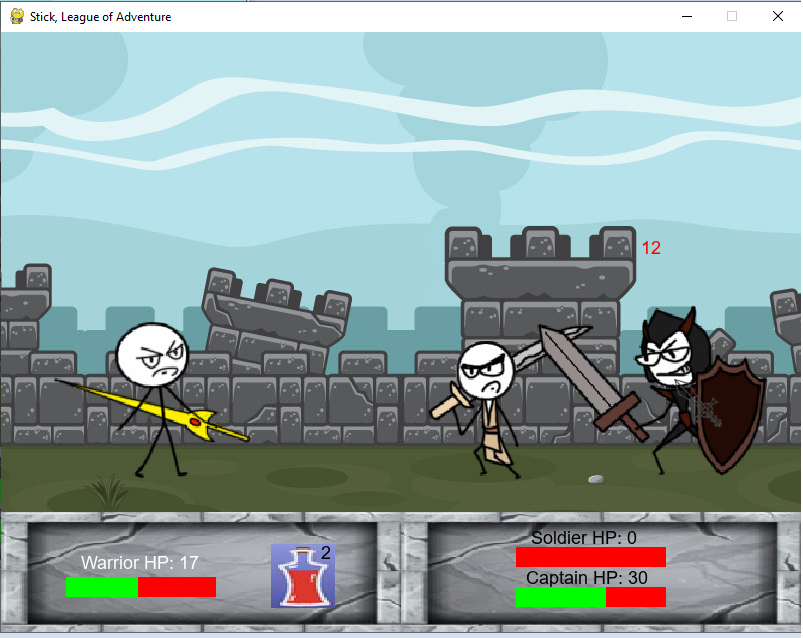 Stick, League of Adventure
12
Warrior HP: 17
2
Soldier HP: 0
Captain HP: 30